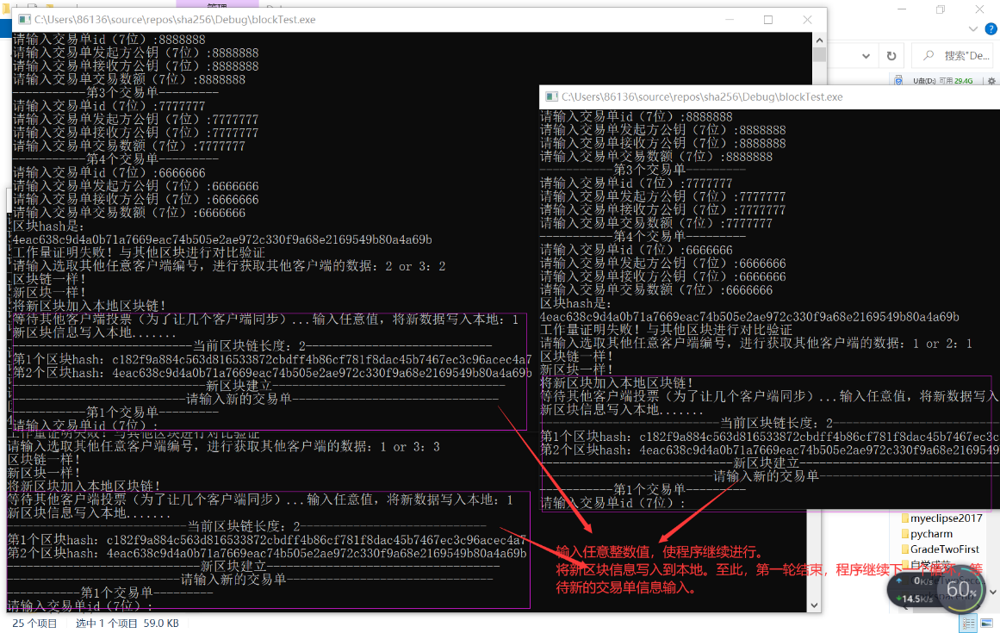 C:\Users\86136\source\repos\sha256\Debug\blockTest.exe
请输入交易单id（7位）:8888888
请输入交易单发起方公钥（7位）:8888888
请输入交易单接收方公钥（7位）:8888888
请输入交易单交易数额（7位）:8888888
-----------第3个交易单---------
请输入交易单id（7位）:7777777
请输入交易单发起方公钥（7位）:7777777
请输入交易单接收方公钥（7位）:7777777
请输入交易单交易数额（7位）:7777777
-----------第4个交易单---------
请输入交易单id（7位）:6666666
请输入交易单发起方公钥（7位）:6666666
请输入交易单接收方公钥（7位）:6666666
请输入交易单交易数额（7位）:6666666
区块hash是:
4eac638c9d4a0b71a7669eac74b505e2ae972c330f9a68e2169549b80a4a69b
工作量证明失败！与其他区块进行对比验证
请输入选取其他任意客户端编号，进行获取其他客户端的数据：2 or 3：2
区块链一样！
新区块一样！
将新区块加入本地区块链！
等待其他客户端投票（为了让几个客户端同步）...输入任意值，将新数据写入本地：1
新区块信息写入本地.......
---------------------------当前区块链长度：2----------------------------
第1个区块hash：c182f9a884c563d816533872cbdff4b86cf781f8dac45b7467ec3c96acec4a7
第2个区块hash：4eac638c9d4a0b71a7669eac74b505e2ae972c330f9a68e2169549b80a4a69b
-----------------------------新区块建立-----------------------------
--------------------------请输入新的交易单-------------------------------
-----------第1个交易单---------
请输入交易单id（7位）:
工作量证明失败！与其他区块进行对比验证
请输入选取其他任意客户端编号，进行获取其他客户端的数据：1 or 3：3
区块链一样！
新区块一样！
将新区块加入本地区块链！
等待其他客户端投票（为了让几个客户端同步）...输入任意值，将新数据写入本地：1
新区块信息写入本地.......
---------------------------当前区块链长度：2----------------------------
第1个区块hash：c182f9a884c563d816533872cbdff4b86cf781f8dac45b7467ec3c96acec4a7
第2个区块hash：4eac638c9d4a0b71a7669eac74b505e2ae972c330f9a68e2169549b80a4a69b
-----------------------------新区块建立-----------------------------
--------------------------请输入新的交易单-------------------------------
-----------第1个交易单---------
请输入交易单id（7位）:
搜索"De...
U盘(D:) 可用 29.4G
C:\Users\86136\source\repos\sha256\Debug\blockTest.exe
请输入交易单id（7位）:8888888
请输入交易单发起方公钥（7位）:8888888
请输入交易单接收方公钥（7位）:8888888
请输入交易单交易数额（7位）:8888888
-----------第3个交易单---------
请输入交易单id（7位）:7777777
请输入交易单发起方公钥（7位）:7777777
请输入交易单接收方公钥（7位）:7777777
请输入交易单交易数额（7位）:7777777
-----------第4个交易单---------
请输入交易单id（7位）:6666666
请输入交易单发起方公钥（7位）:6666666
请输入交易单接收方公钥（7位）:6666666
请输入交易单交易数额（7位）:6666666
区块hash是:
4eac638c9d4a0b71a7669eac74b505e2ae972c330f9a68e2169549b80a4a69b
工作量证明失败！与其他区块进行对比验证
请输入选取其他任意客户端编号，进行获取其他客户端的数据：1 or 2：1
区块链一样！
新区块一样！
将新区块加入本地区块链！
等待其他客户端投票（为了让几个客户端同步）...输入任意值，将新数据写入
新区块信息写入本地.......
---------------------------当前区块链长度：2-------------------------
第1个区块hash：c182f9a884c563d816533872cbdff4b86cf781f8dac45b7467ec3c
第2个区块hash：4eac638c9d4a0b71a7669eac74b505e2ae972c330f9a68e2169549
-----------------------------新区块建立-----------------------------
--------------------------请输入新的交易单---------------------------
-----------第1个交易单---------
请输入交易单id（7位）:
输入任意整数值，使程序继续进行。
将新区块信息写入到本地。至此，第一轮结束，程序继续下一个循环，等
待新的交易单信息输入。
myeclipse2017
pycharm
GradeTwoFirst
0K/s
14.5K/s
60%
25 个项目 选中 1 个项目 59.0 KB